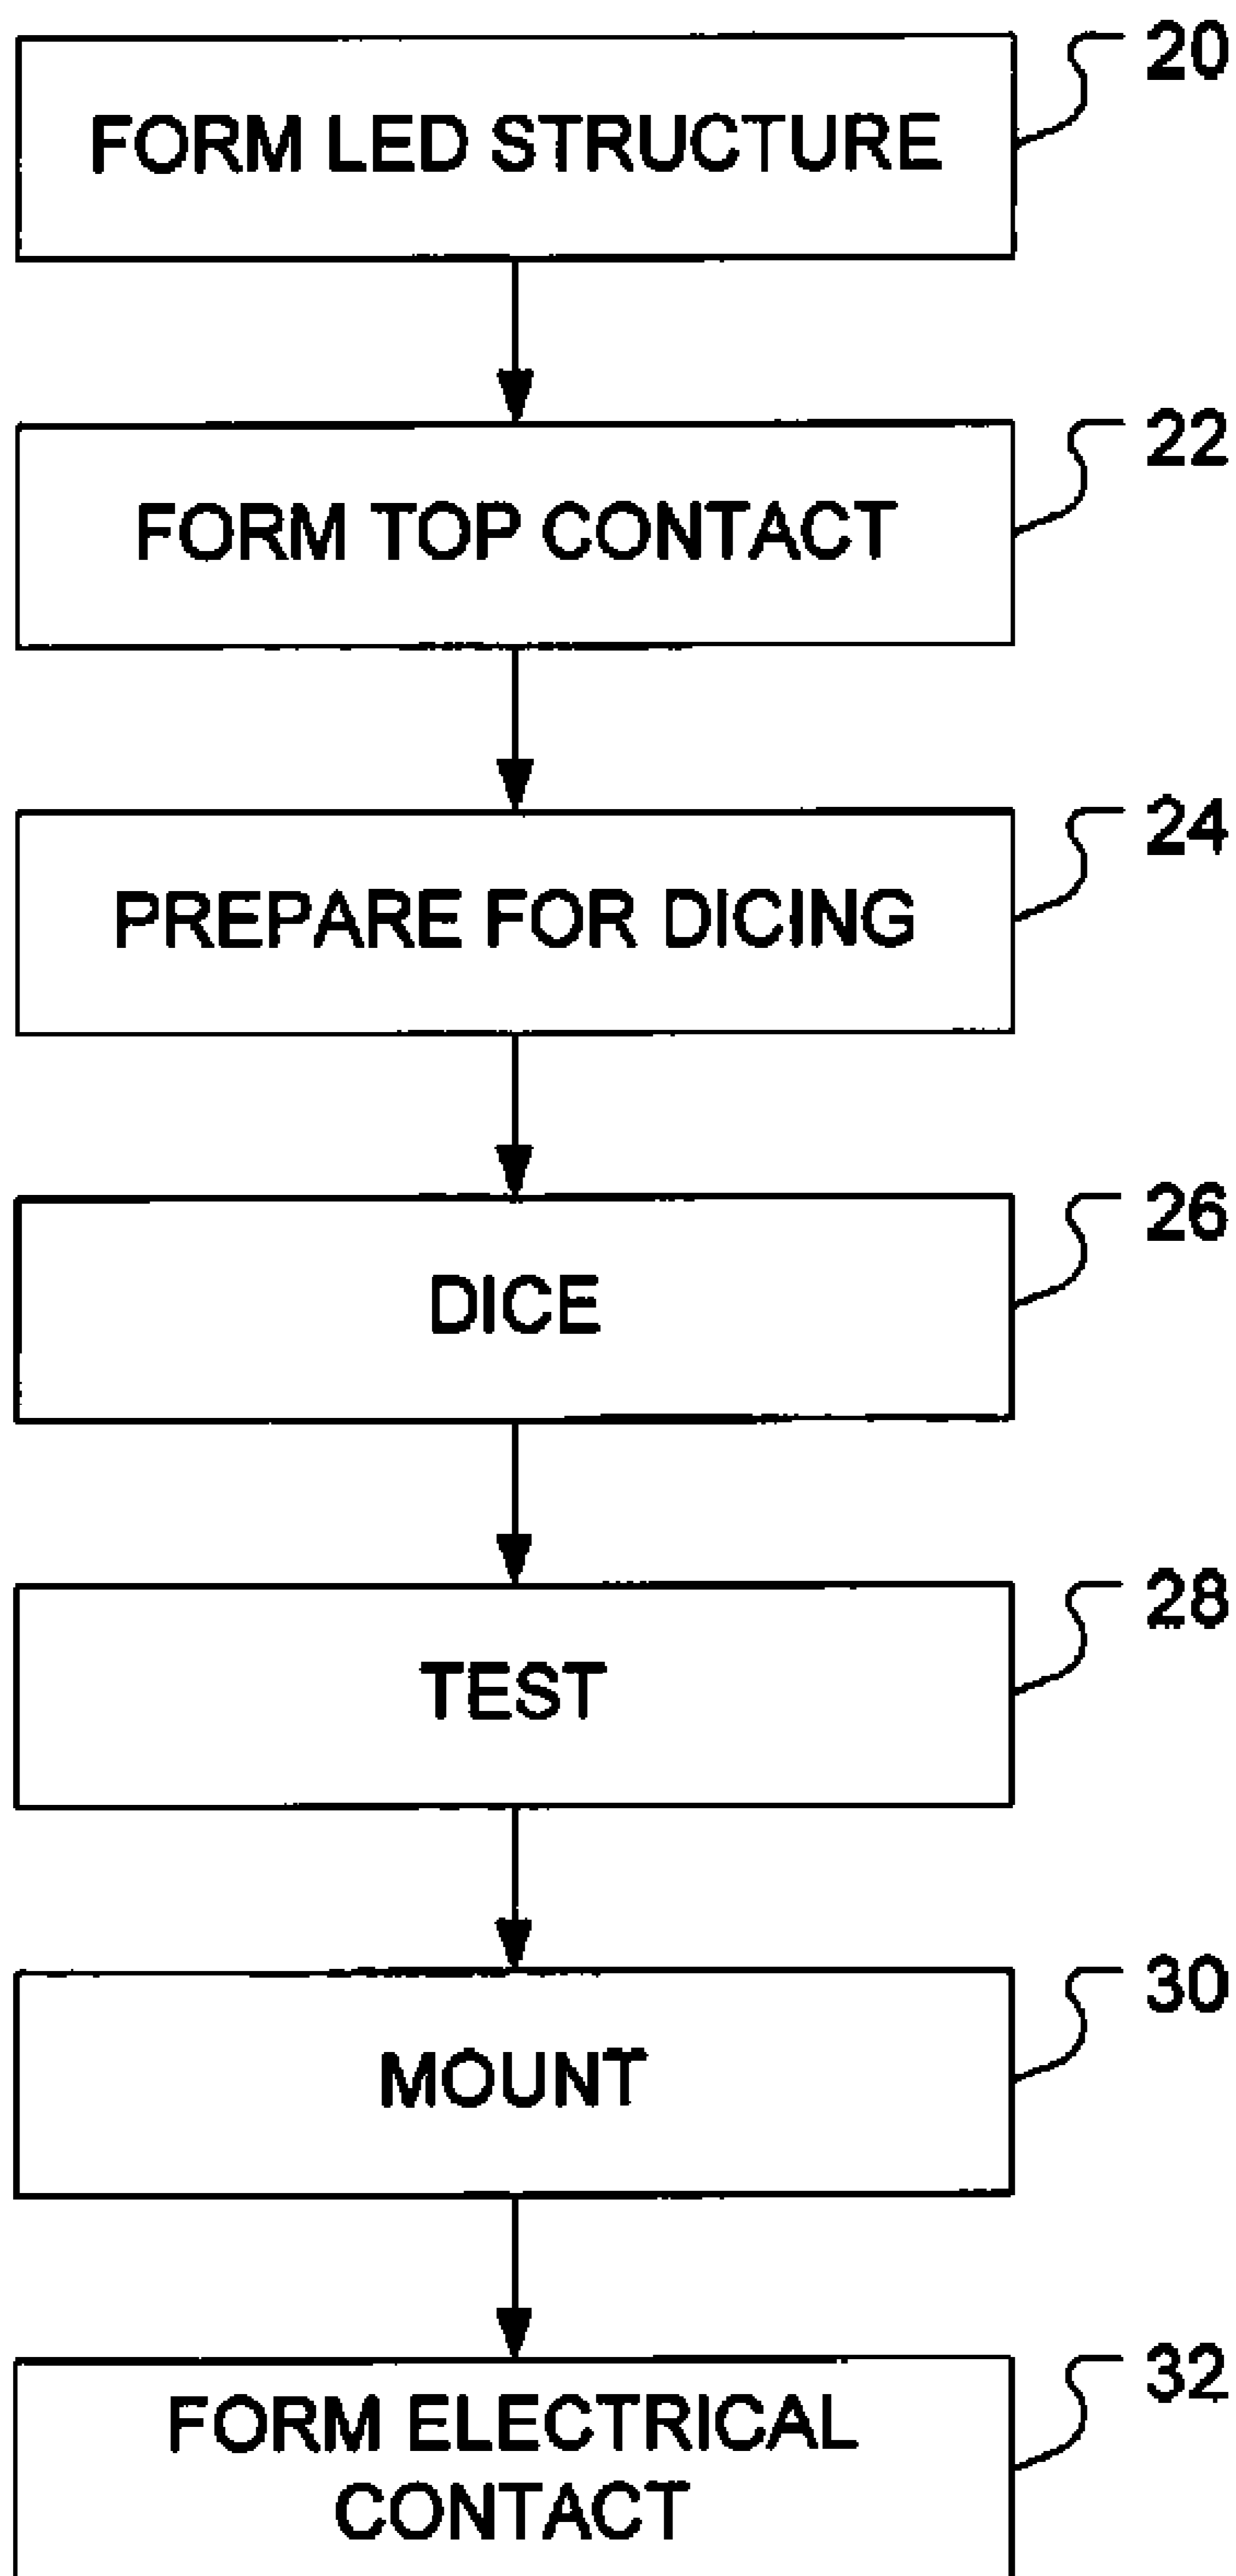 20
FORM LED STRUCTURE
22
FORM TOP CONTACT
24
PREPARE FOR DICING
26
DICE
28
TEST
30
MOUNT
32
FORM ELECTRICAL
CONTACT